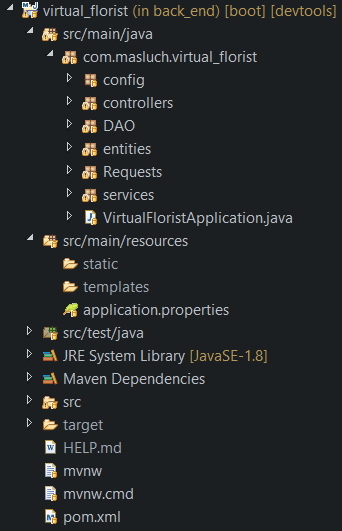 virtual_florist (in back_end) [boot] [devtools]
src/main/java
com.masluch.virtual_florist
config
controllers
DAO
entities
Requests
services
VirtualFloristApplication.java
src/main/resources
static
templates
application.properties
src/test/java
JRE System Library [JavaSE-1.8]
Maven Dependencies
src
target
HELP.md
mvnw
mvnw.cmd
pom.xml